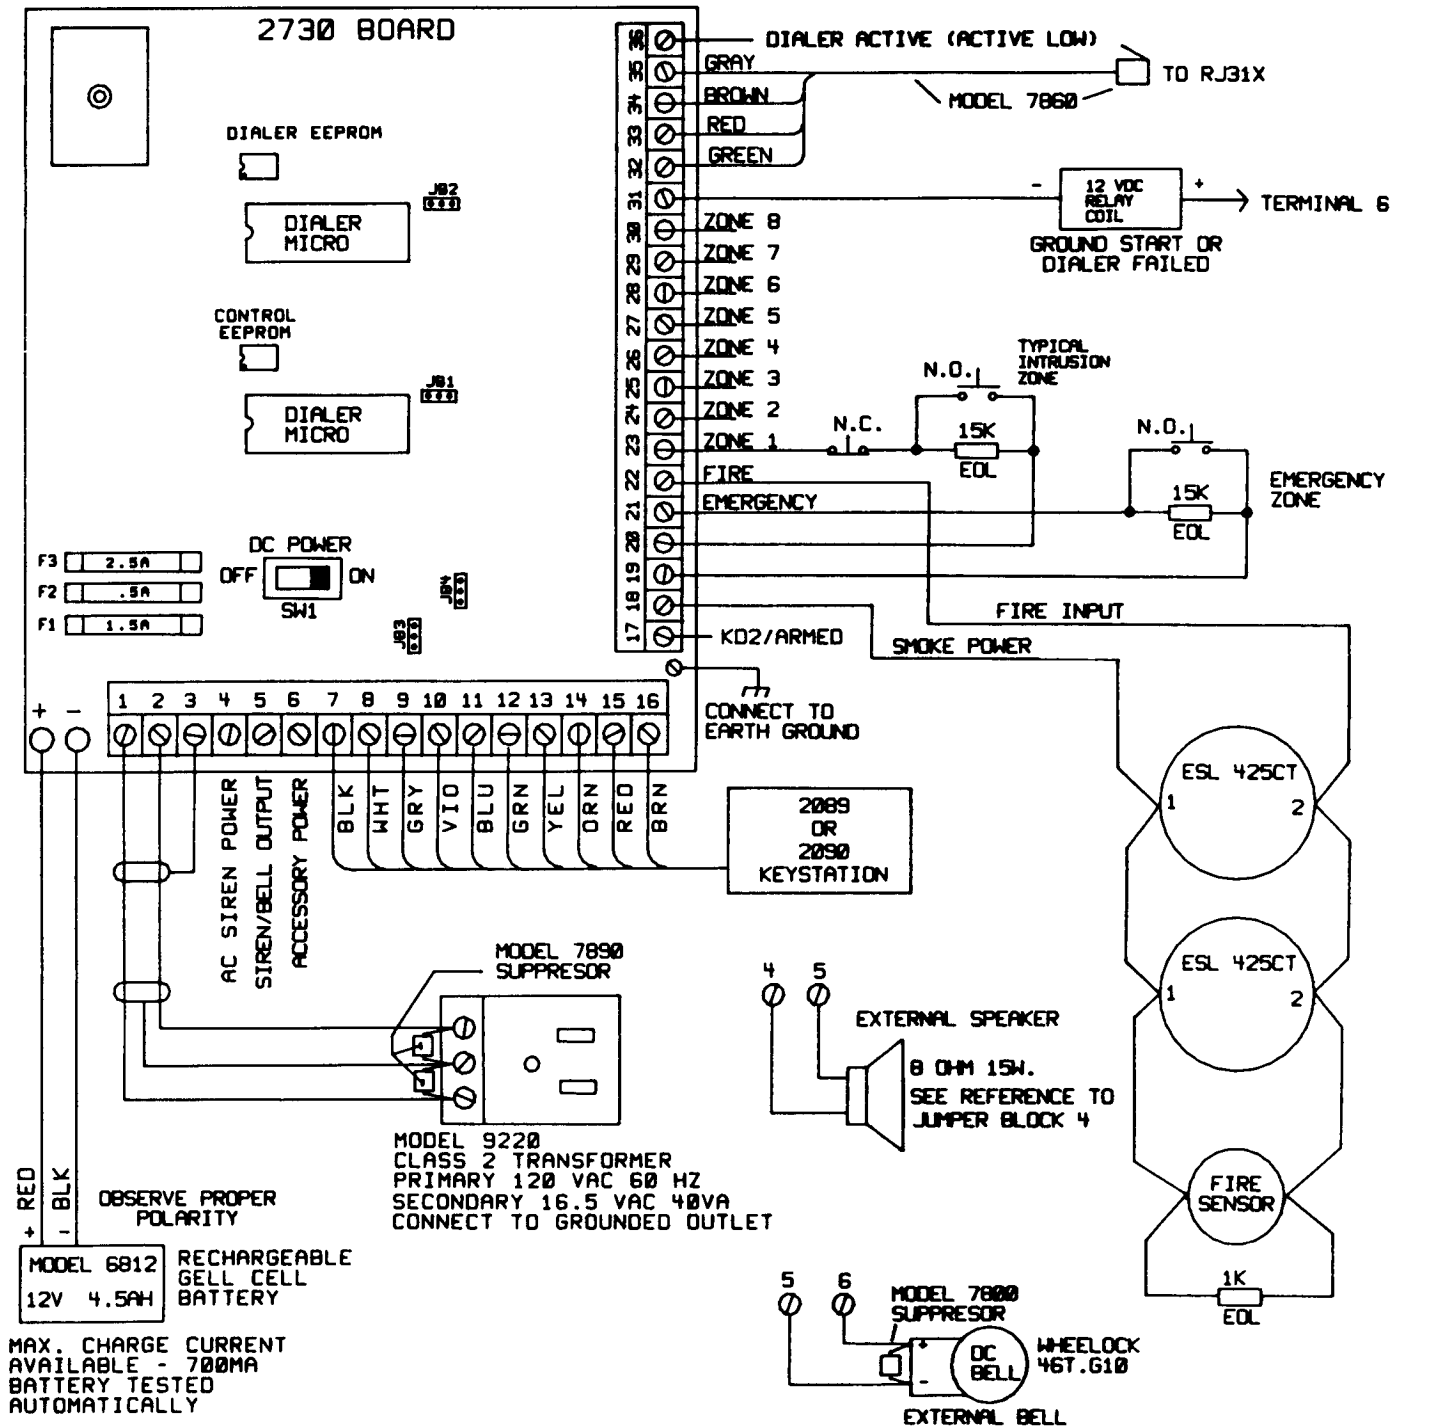 2730 BOARD
DIALER EEPROM
JB2
DIALER
MICRO
CONTROL
EEPROM
JB1
DIALER
MICRO
DC POWER
OFF
ON
SW1
JB4
JB3
F3 2.5A
F2 .5A
F1 1.5A
36 DIALER ACTIVE (ACTIVE LOW)
35 GRAY
34 BROWN
33 RED
32 GREEN
TO RJ31X
MODEL 7860
31
- 12 VDC +
RELAY
COIL
TERMINAL 6
GROUND START OR
DIALER FAILED
30 ZONE 8
29 ZONE 7
28 ZONE 6
27 ZONE 5
26 ZONE 4
25 ZONE 3
24 ZONE 2
23 ZONE 1
22 FIRE
21 EMERGENCY
20
19
18
17 KD2/ARMED
N.C.
N.O.
TYPICAL
INTRUSION
ZONE
15K
EOL
N.O.
15K
EOL
EMERGENCY
ZONE
FIRE INPUT
SMOKE POWER
CONNECT TO
EARTH GROUND
+ -
1 2 3 4 5 6 7 8 9 10 11 12 13 14 15 16
AC SIREN POWER
SIREN/BELL OUTPUT
ACCESSORY POWER
BLK
WHT
GRY
VIO
BLU
GRN
YEL
ORN
RED
BRN
2089
OR
2090
KEYSTATION
ESL 425CT
1 2
ESL 425CT
1 2
FIRE
SENSOR
1K
EOL
MODEL 7890
SUPPRESOR
MODEL 9220
CLASS 2 TRANSFORMER
PRIMARY 120 VAC 60 HZ
SECONDARY 16.5 VAC 40VA
CONNECT TO GROUNDED OUTLET
4 5
EXTERNAL SPEAKER
8 OHM 15W.
SEE REFERENCE TO
JUMPER BLOCK 4
+ RED
- BLK
OBSERVE PROPER
POLARITY
MODEL 6812
12V 4.5AH
RECHARGEABLE
GELL CELL
BATTERY
MAX. CHARGE CURRENT
AVAILABLE - 700MA
BATTERY TESTED
AUTOMATICALLY
5 6
MODEL 7800
SUPPRESOR
+
-
DC
BELL
WHEELOCK
46T.G10
EXTERNAL BELL